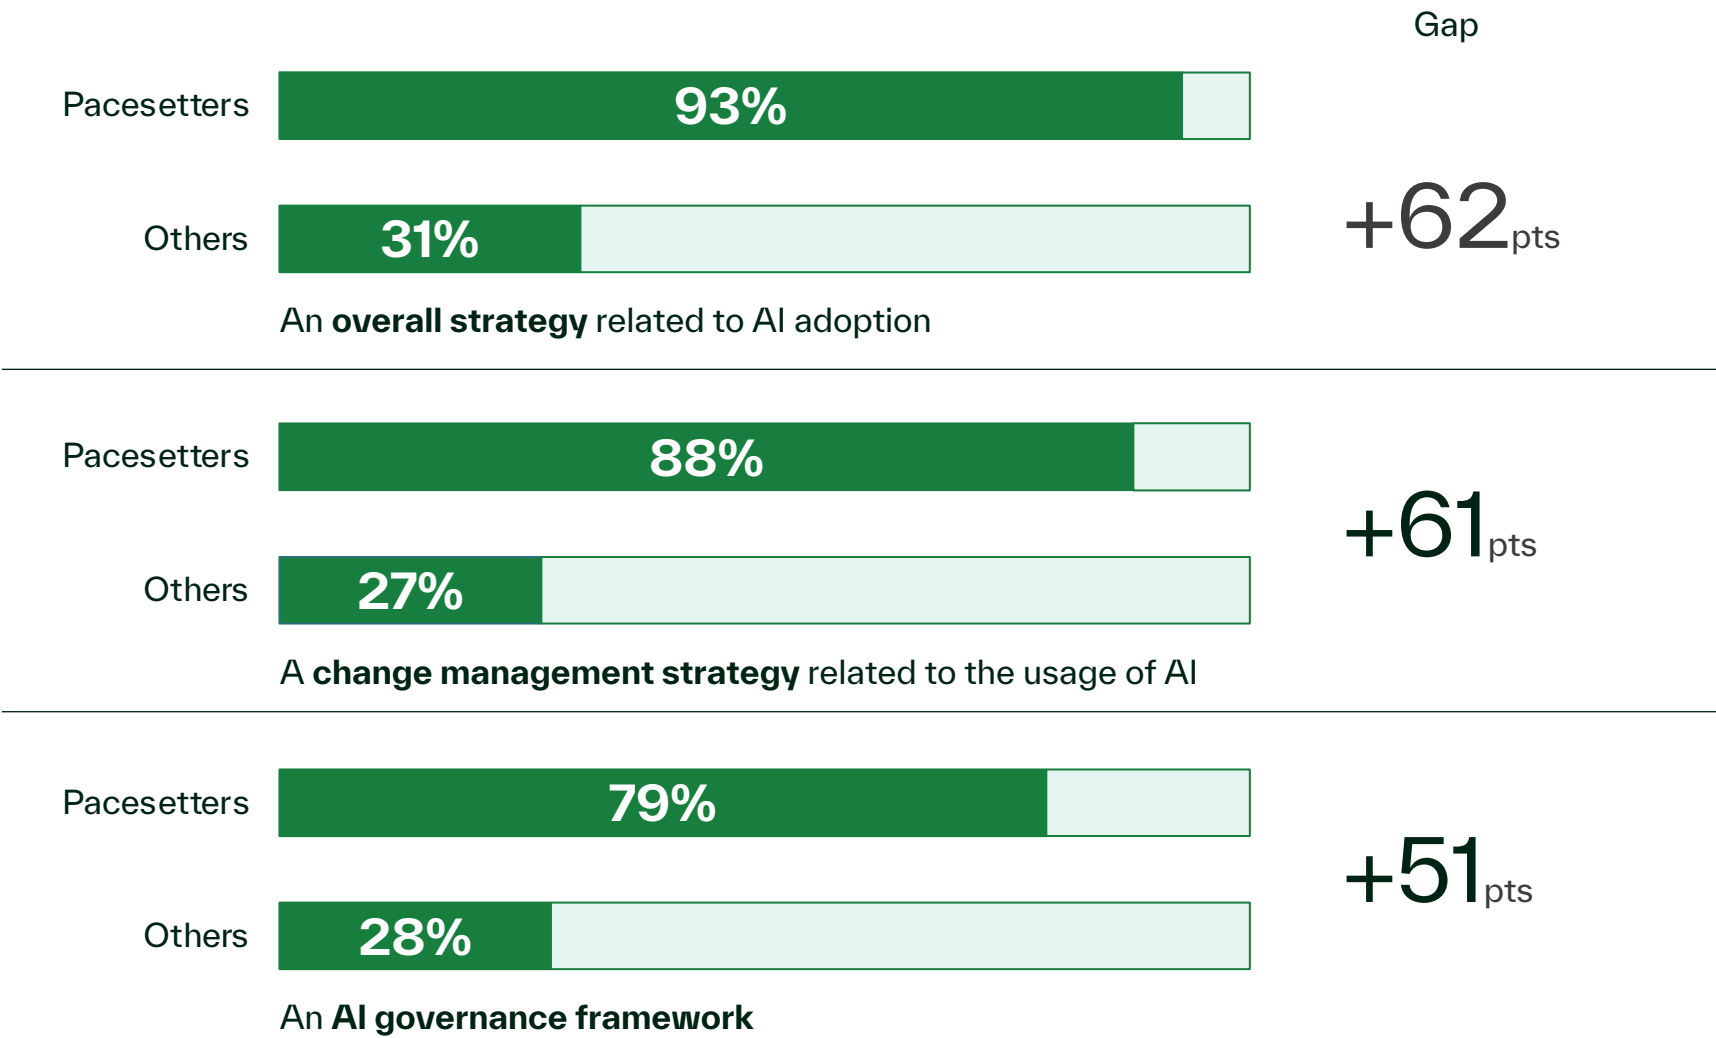 Gap
Pacesetters 93%
Others 31%
+62pts
An overall strategy related to AI adoption
Pacesetters 88%
+61pts
Others 27%
A change management strategy related to the usage of AI
Pacesetters 79%
+51pts
Others 28%
An AI governance framework